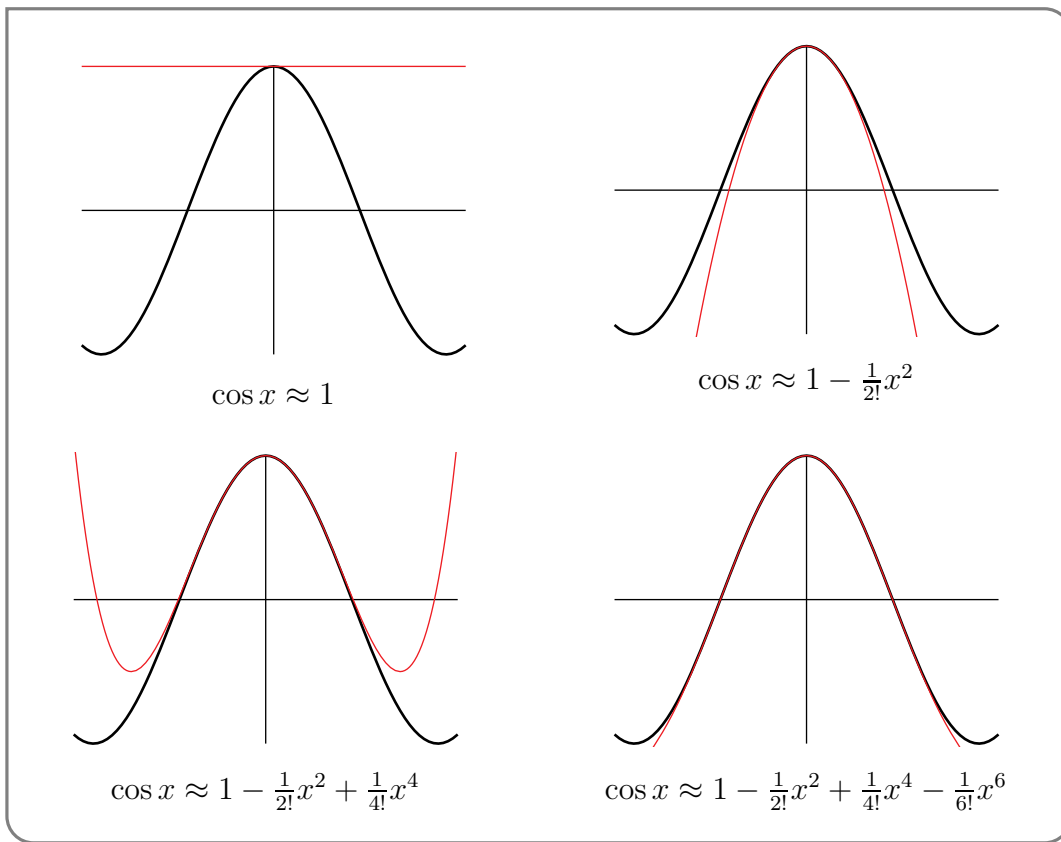 cos x ≈ 1
cos x ≈ 1 − 1/2! x²
cos x ≈ 1 − 1/2! x² + 1/4! x⁴
cos x ≈ 1 − 1/2! x² + 1/4! x⁴ − 1/6! x⁶